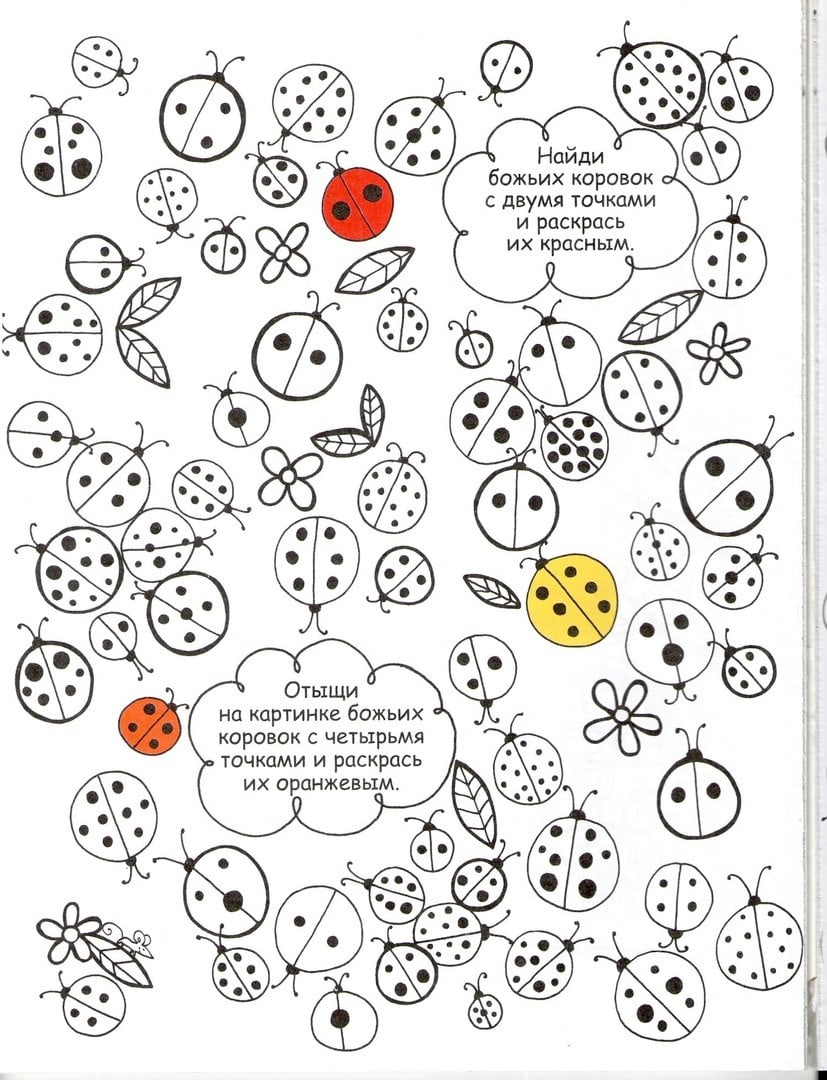 Найди
божьих коровок
с двумя точками
и раскрась
их красным.
Отыщи
на картинке божьих
коровок с четырьмя
точками и раскрась
их оранжевым.